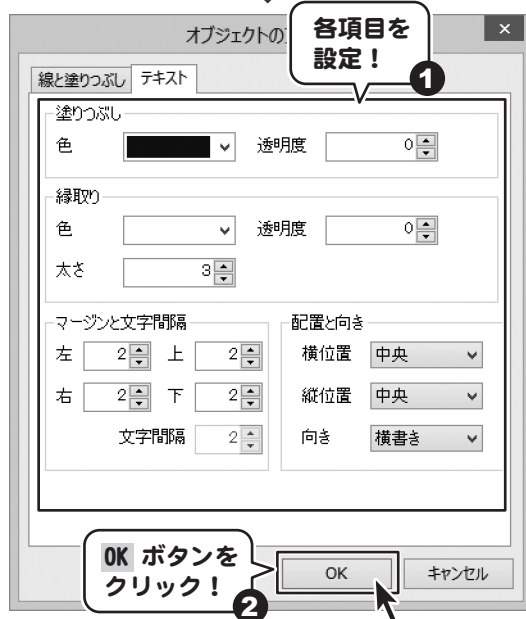 オブジェクトの
各項目を
設定！
1
線と塗りつぶし テキスト
塗りつぶし
色 透明度 0
縁取り
色 透明度 0
太さ 3
マージンと文字間隔 配置と向き
左 2 上 2 横位置 中央
右 2 下 2 縦位置 中央
文字間隔 2 向き 横書き
OK ボタンを
クリック！
2
OK キャンセル